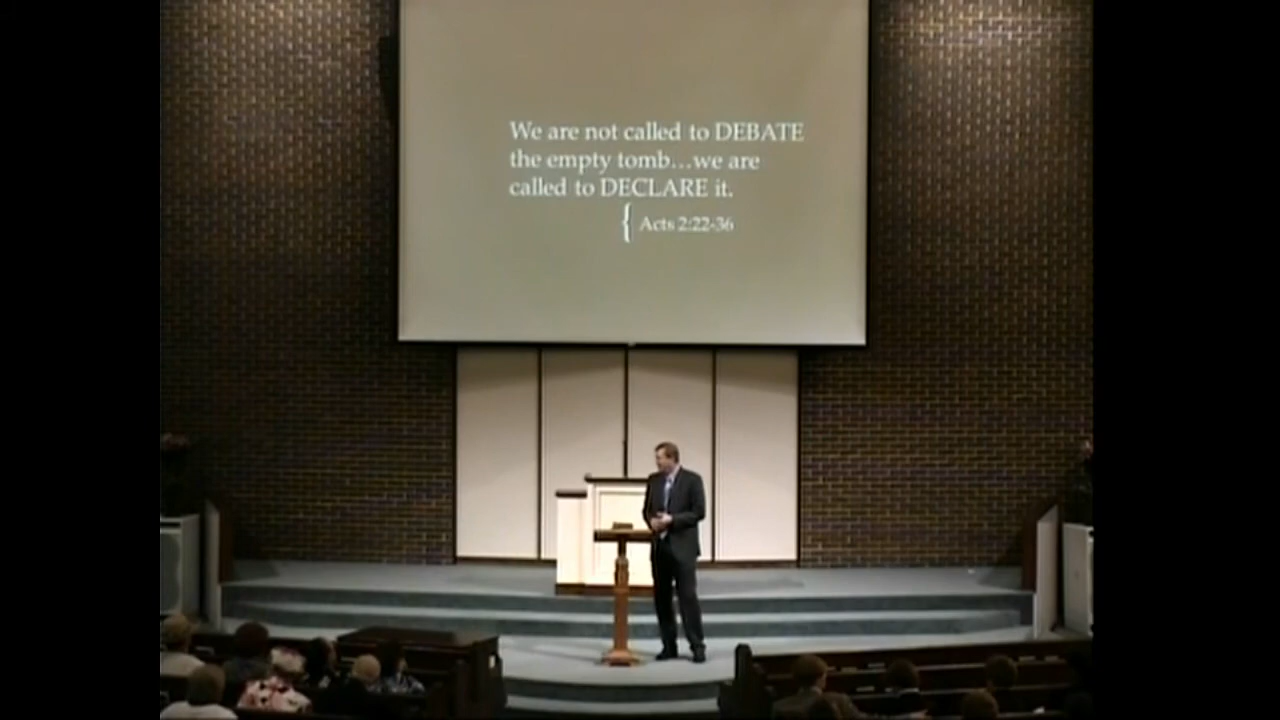 We are not called to DEBATE
the empty tomb...we are
called to DECLARE it.
{ Acts 2:22-36